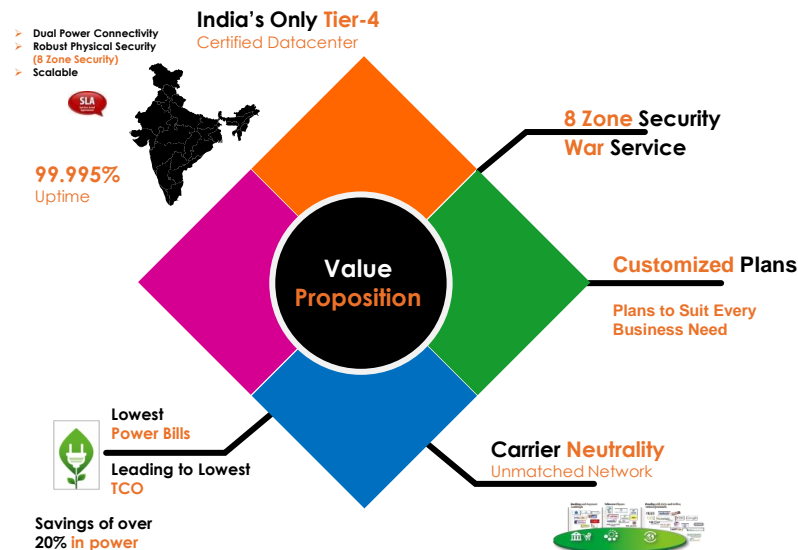 India's Only Tier-4
Certified Datacenter
Dual Power Connectivity
Robust Physical Security
(8 Zone Security)
Scalable
SLA
99.995%
Uptime
8 Zone Security
War Service
Value
Proposition
Customized Plans
Plans to Suit Every
Business Need
Lowest
Power Bills
Leading to Lowest
TCO
Savings of over
20% in power
Carrier Neutrality
Unmatched Network